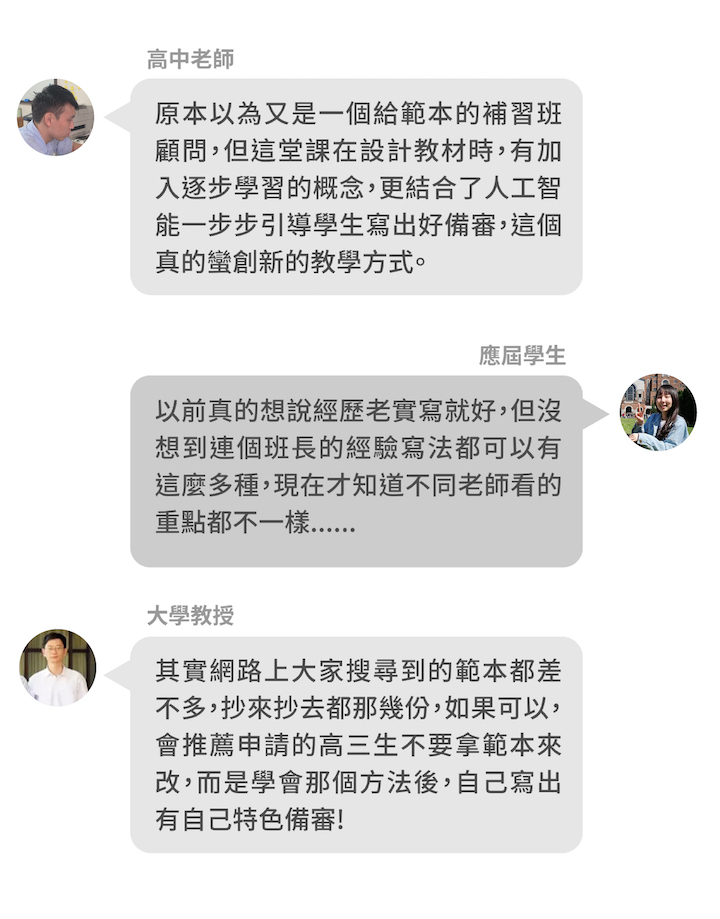 高中老師
原本以為又是一個給範本的補習班
顧問,但這堂課在設計教材時,有加
入逐步學習的概念,更結合了人工智
能一步步引導學生寫出好備審,這個
真的蠻創新的教學方式。
應屆學生
以前真的想說經歷老實寫就好,但沒
想到連個班長的經驗寫法都可以有
這麼多種,現在才知道不同老師看的
重點都不一樣......
大學教授
其實網路上大家搜尋到的範本都差
不多,抄來抄去都那幾份,如果可以,
會推薦申請的高三生不要拿範本來
改,而是學會那個方法後,自己寫出
有自己特色備審!